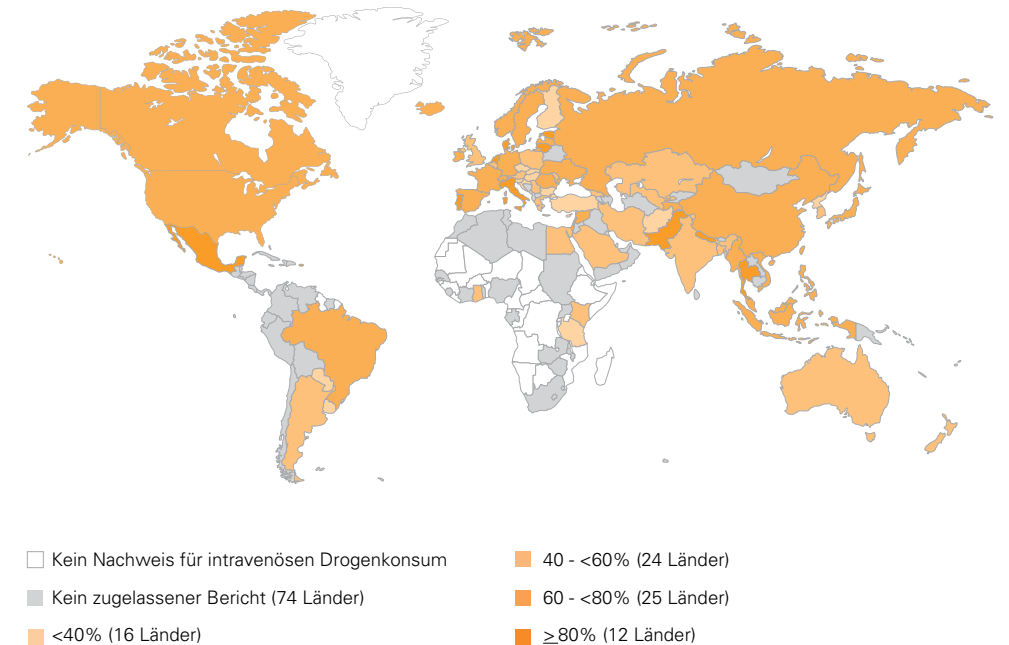 Kein Nachweis für intravenösen Drogenkonsum
Kein zugelassener Bericht (74 Länder)
<40% (16 Länder)
40 - <60% (24 Länder)
60 - <80% (25 Länder)
≥80% (12 Länder)